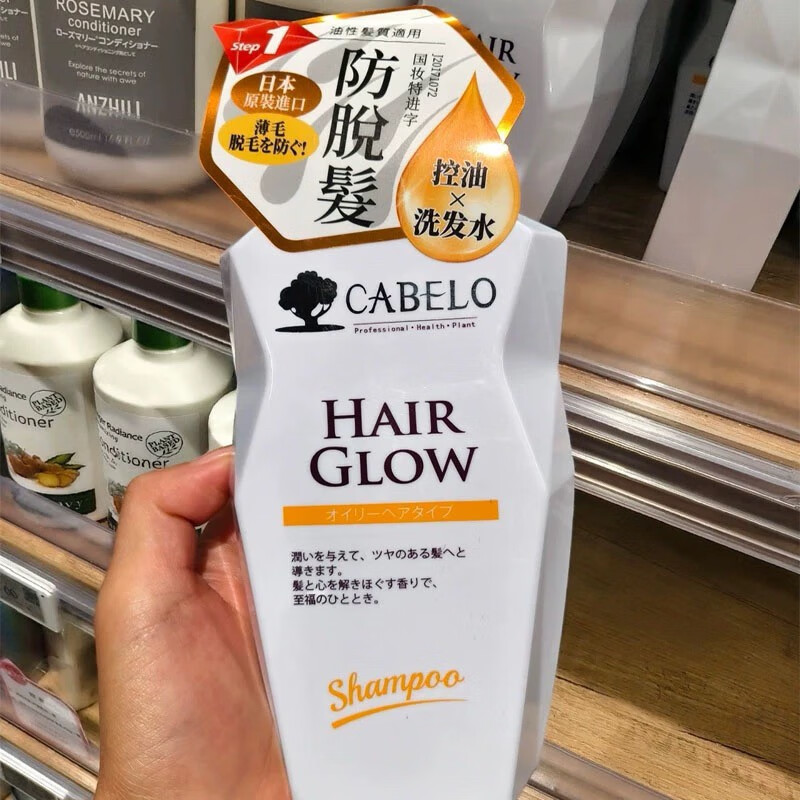 ROSEMARY
conditioner
ローズマリーコンディショナー
Explore the secrets of
nature with awe
ANZHILI
HAIR
GLOW
Step 1
油性髮質適用
日本
原裝進口
薄毛
脱毛を防ぐ!
防脫髮
国妆特进字
J20171072
控油
×
洗发水
CABELO
Professional・Health・Plant
HAIR
GLOW
オイリーヘアタイプ
潤いを与えて、ツヤのある髪へと
導きます。
髪と心を解きほぐす香りで、
至福のひととき。
Shampoo
Radiance
Conditioner